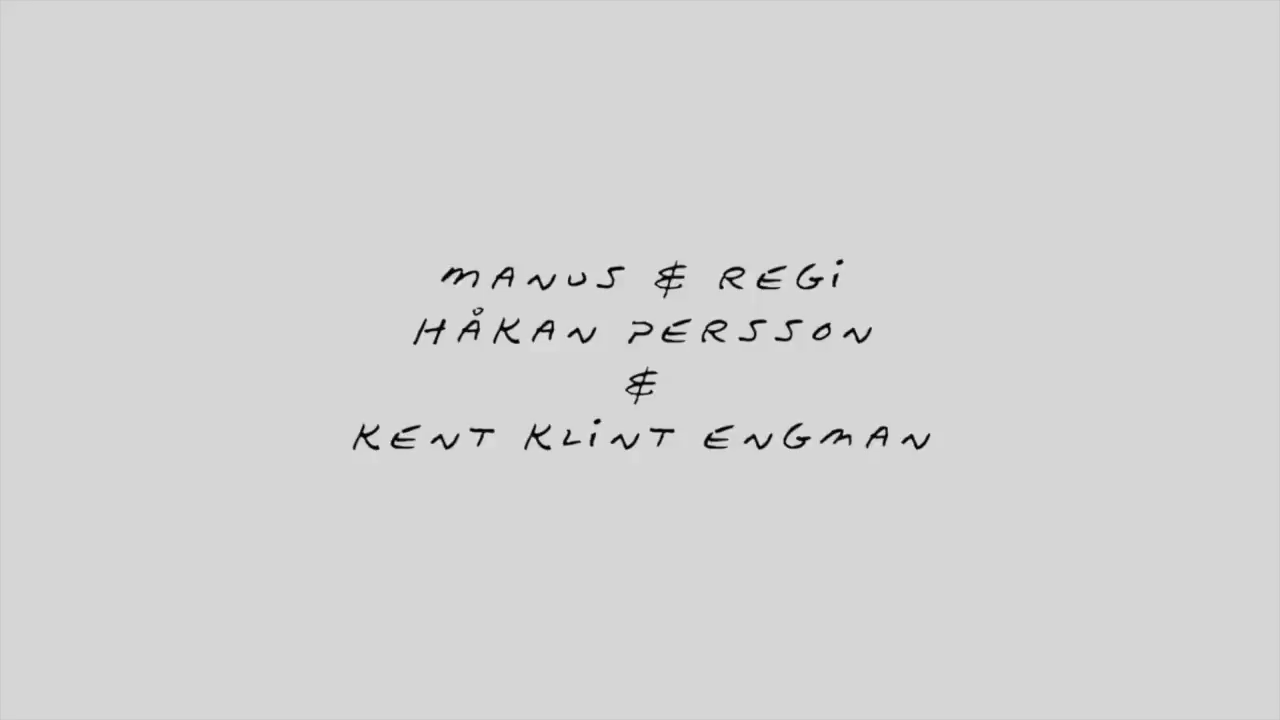 MANUS & REGi
HÅKAN PERSSON
&
KENT KLiNT ENGMAN